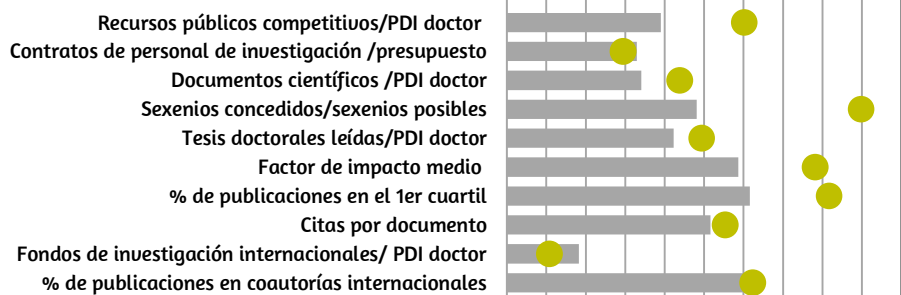 Recursos públicos competitivos/PDI doctor
Contratos de personal de investigación /presupuesto
Documentos científicos /PDI doctor
Sexenios concedidos/sexenios posibles
Tesis doctorales leídas/PDI doctor
Factor de impacto medio
% de publicaciones en el 1er cuartil
Citas por documento
Fondos de investigación internacionales/ PDI doctor
% de publicaciones en coautorías internacionales